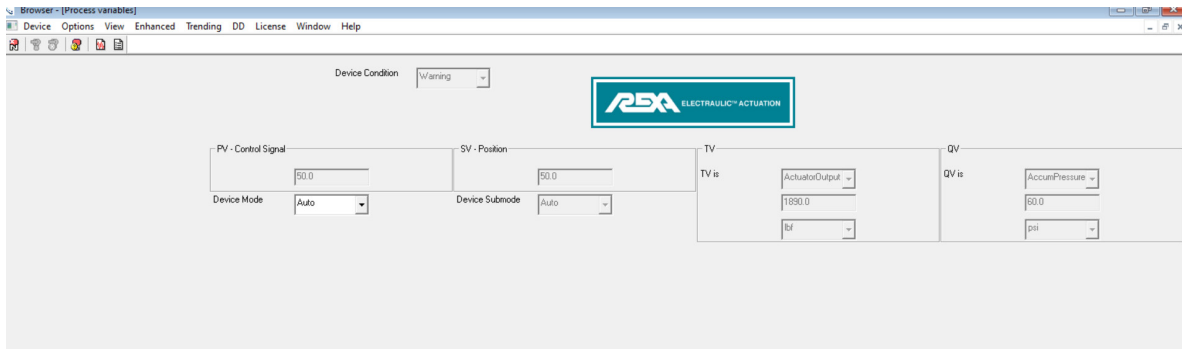 Browser - [Process variables]
Device Options View Enhanced Trending DD License Window Help
Device Condition Warning
REXA ELECTRAULIC™ ACTUATION
PV - Control Signal SV - Position TV QV
50.0 50.0 TV is ActuatorOutput QV is AccumPressure
Device Mode Auto Device Submode Auto 1890.0 60.0
lbf psi